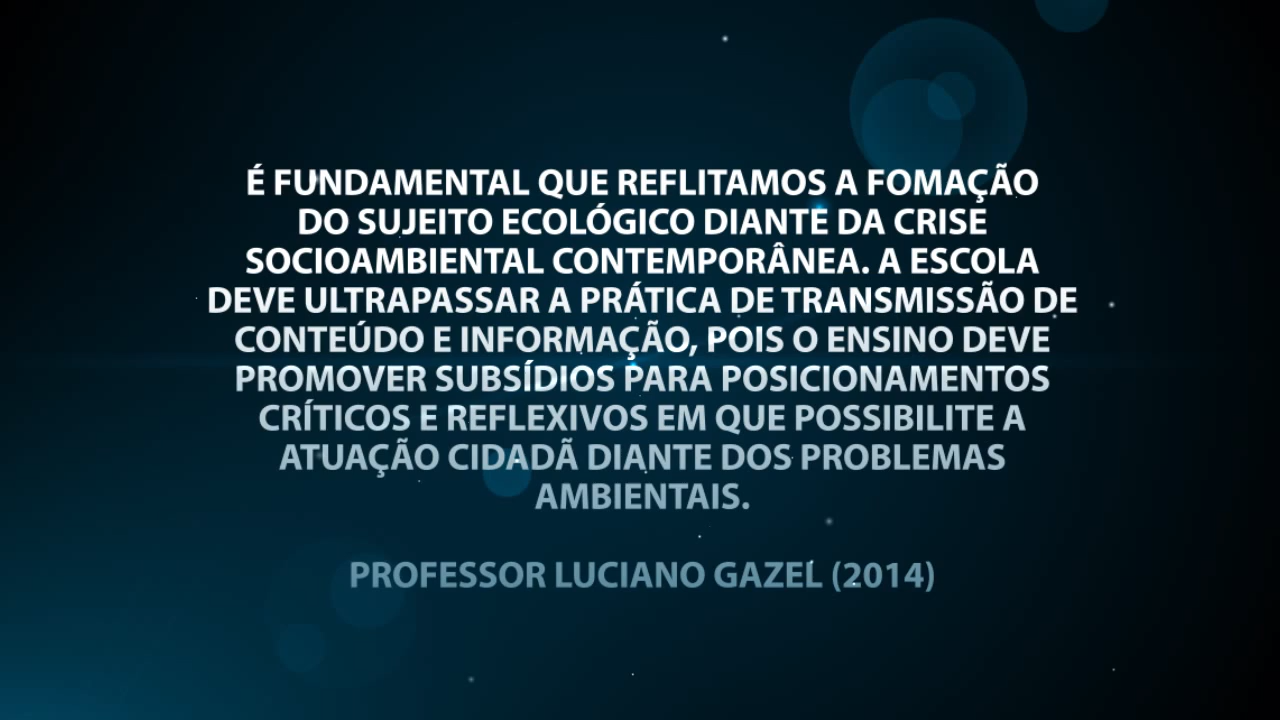 É FUNDAMENTAL QUE REFLITAMOS A FOMAÇÃO
DO SUJEITO ECOLÓGICO DIANTE DA CRISE
SOCIOAMBIENTAL CONTEMPORÂNEA. A ESCOLA
DEVE ULTRAPASSAR A PRÁTICA DE TRANSMISSÃO DE
CONTEÚDO E INFORMAÇÃO, POIS O ENSINO DEVE
PROMOVER SUBSÍDIOS PARA POSICIONAMENTOS
CRÍTICOS E REFLEXIVOS EM QUE POSSIBILITE A
ATUAÇÃO CIDADÃ DIANTE DOS PROBLEMAS
AMBIENTAIS.
PROFESSOR LUCIANO GAZEL (2014)